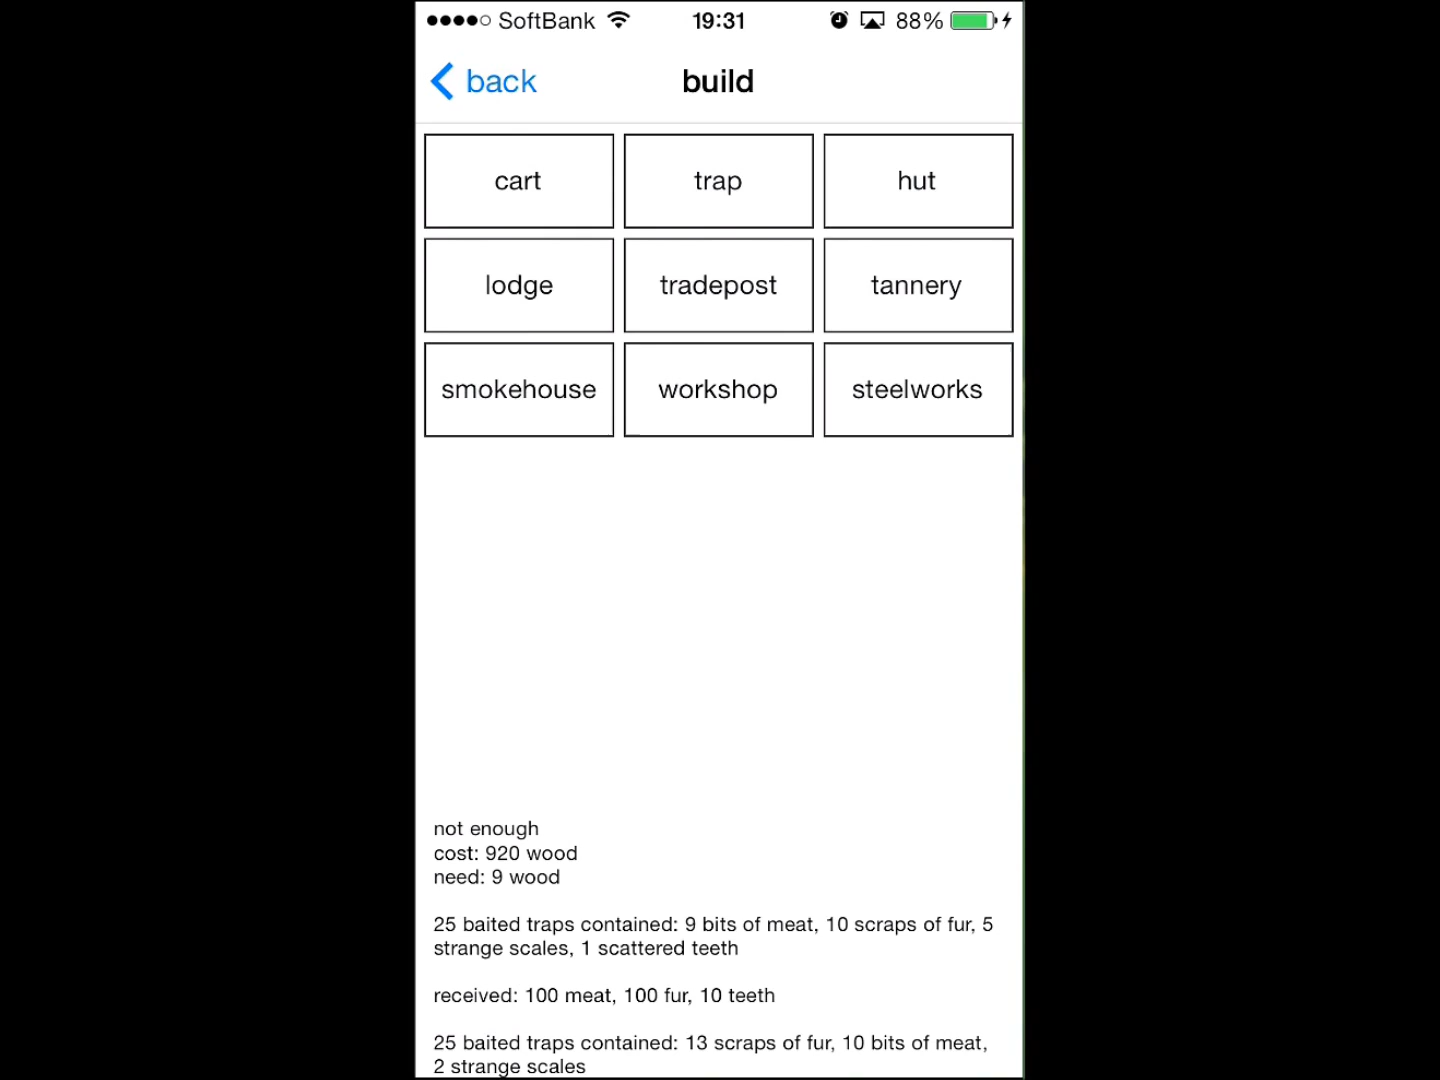 SoftBank 19:31 88%
back build
cart trap hut
lodge tradepost tannery
smokehouse workshop steelworks
not enough
cost: 920 wood
need: 9 wood
25 baited traps contained: 9 bits of meat, 10 scraps of fur, 5
strange scales, 1 scattered teeth
received: 100 meat, 100 fur, 10 teeth
25 baited traps contained: 13 scraps of fur, 10 bits of meat,
2 strange scales